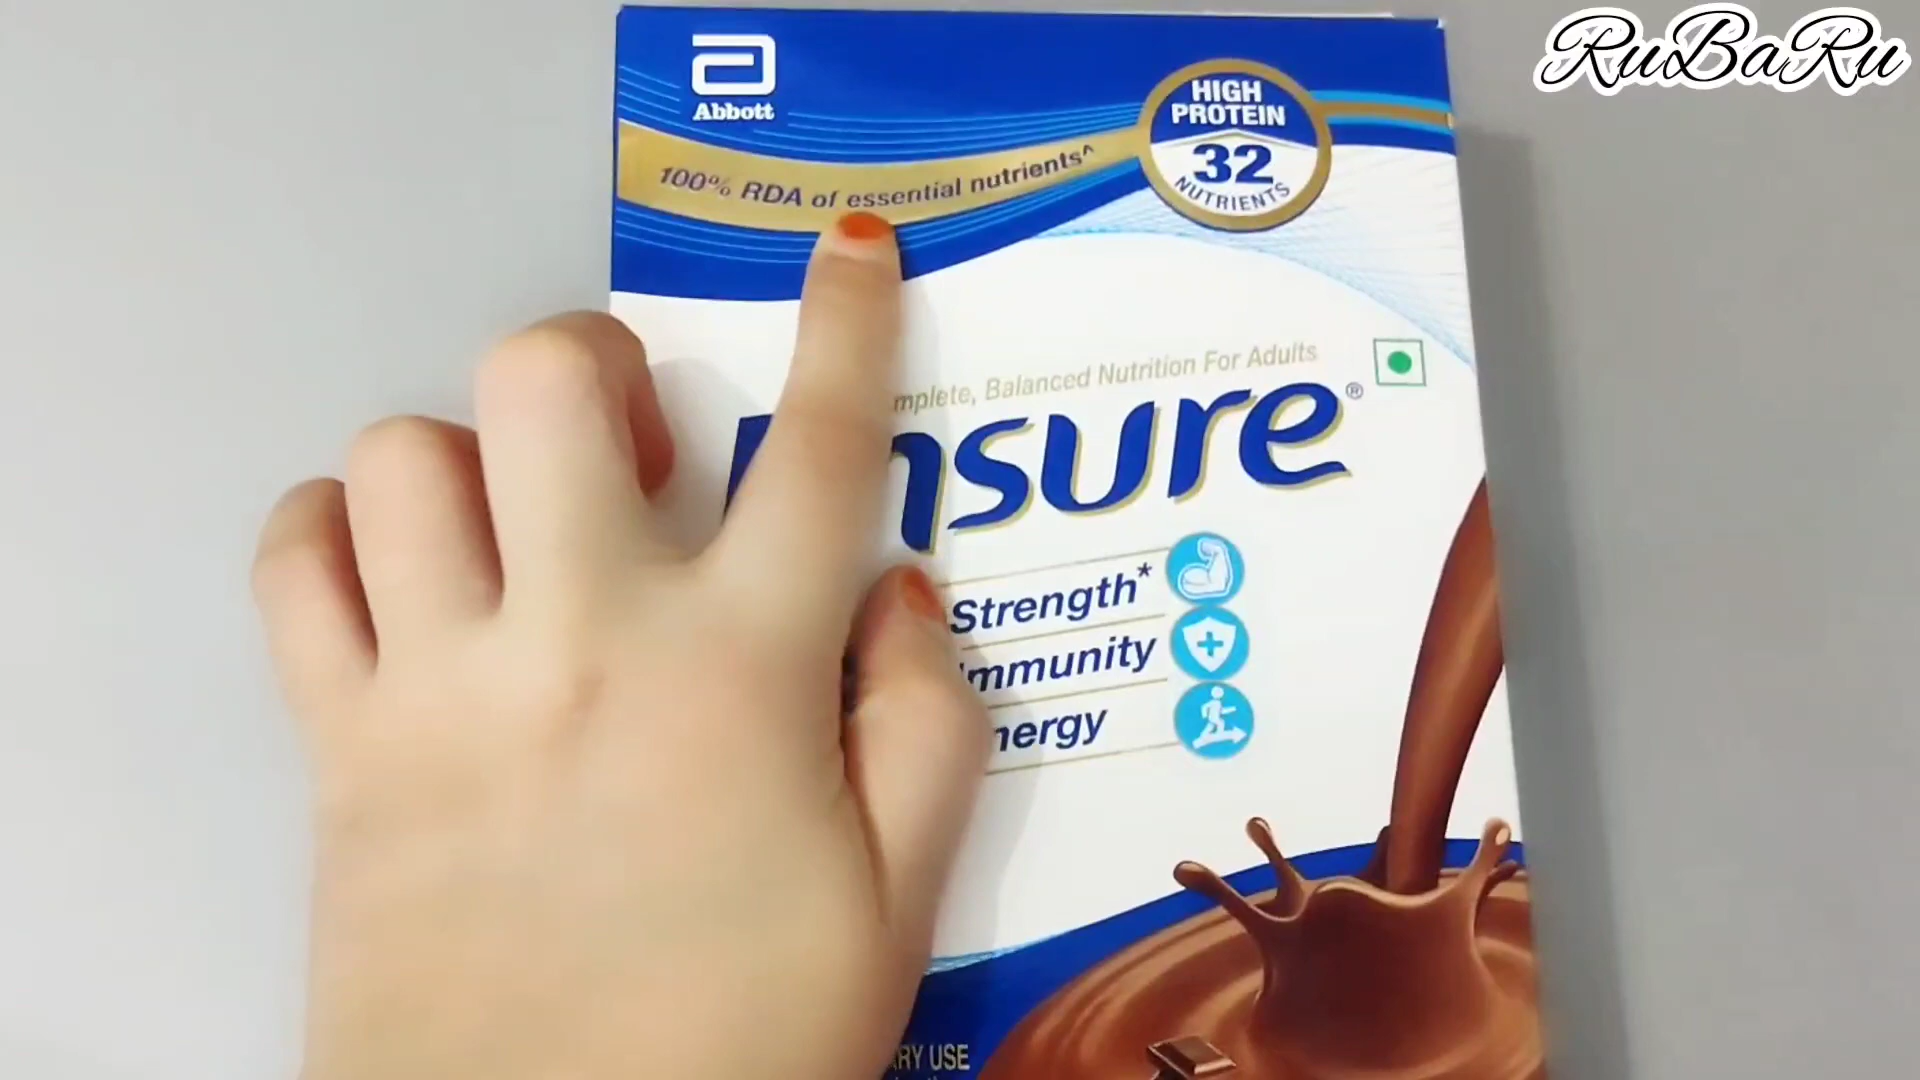 RuBaRu
Abbott
HIGH
PROTEIN
32
NUTRIENTS
100% RDA of essential nutrients^
mplete, Balanced Nutrition For Adults
nsure®
Strength*
mmunity
nergy
RY USE